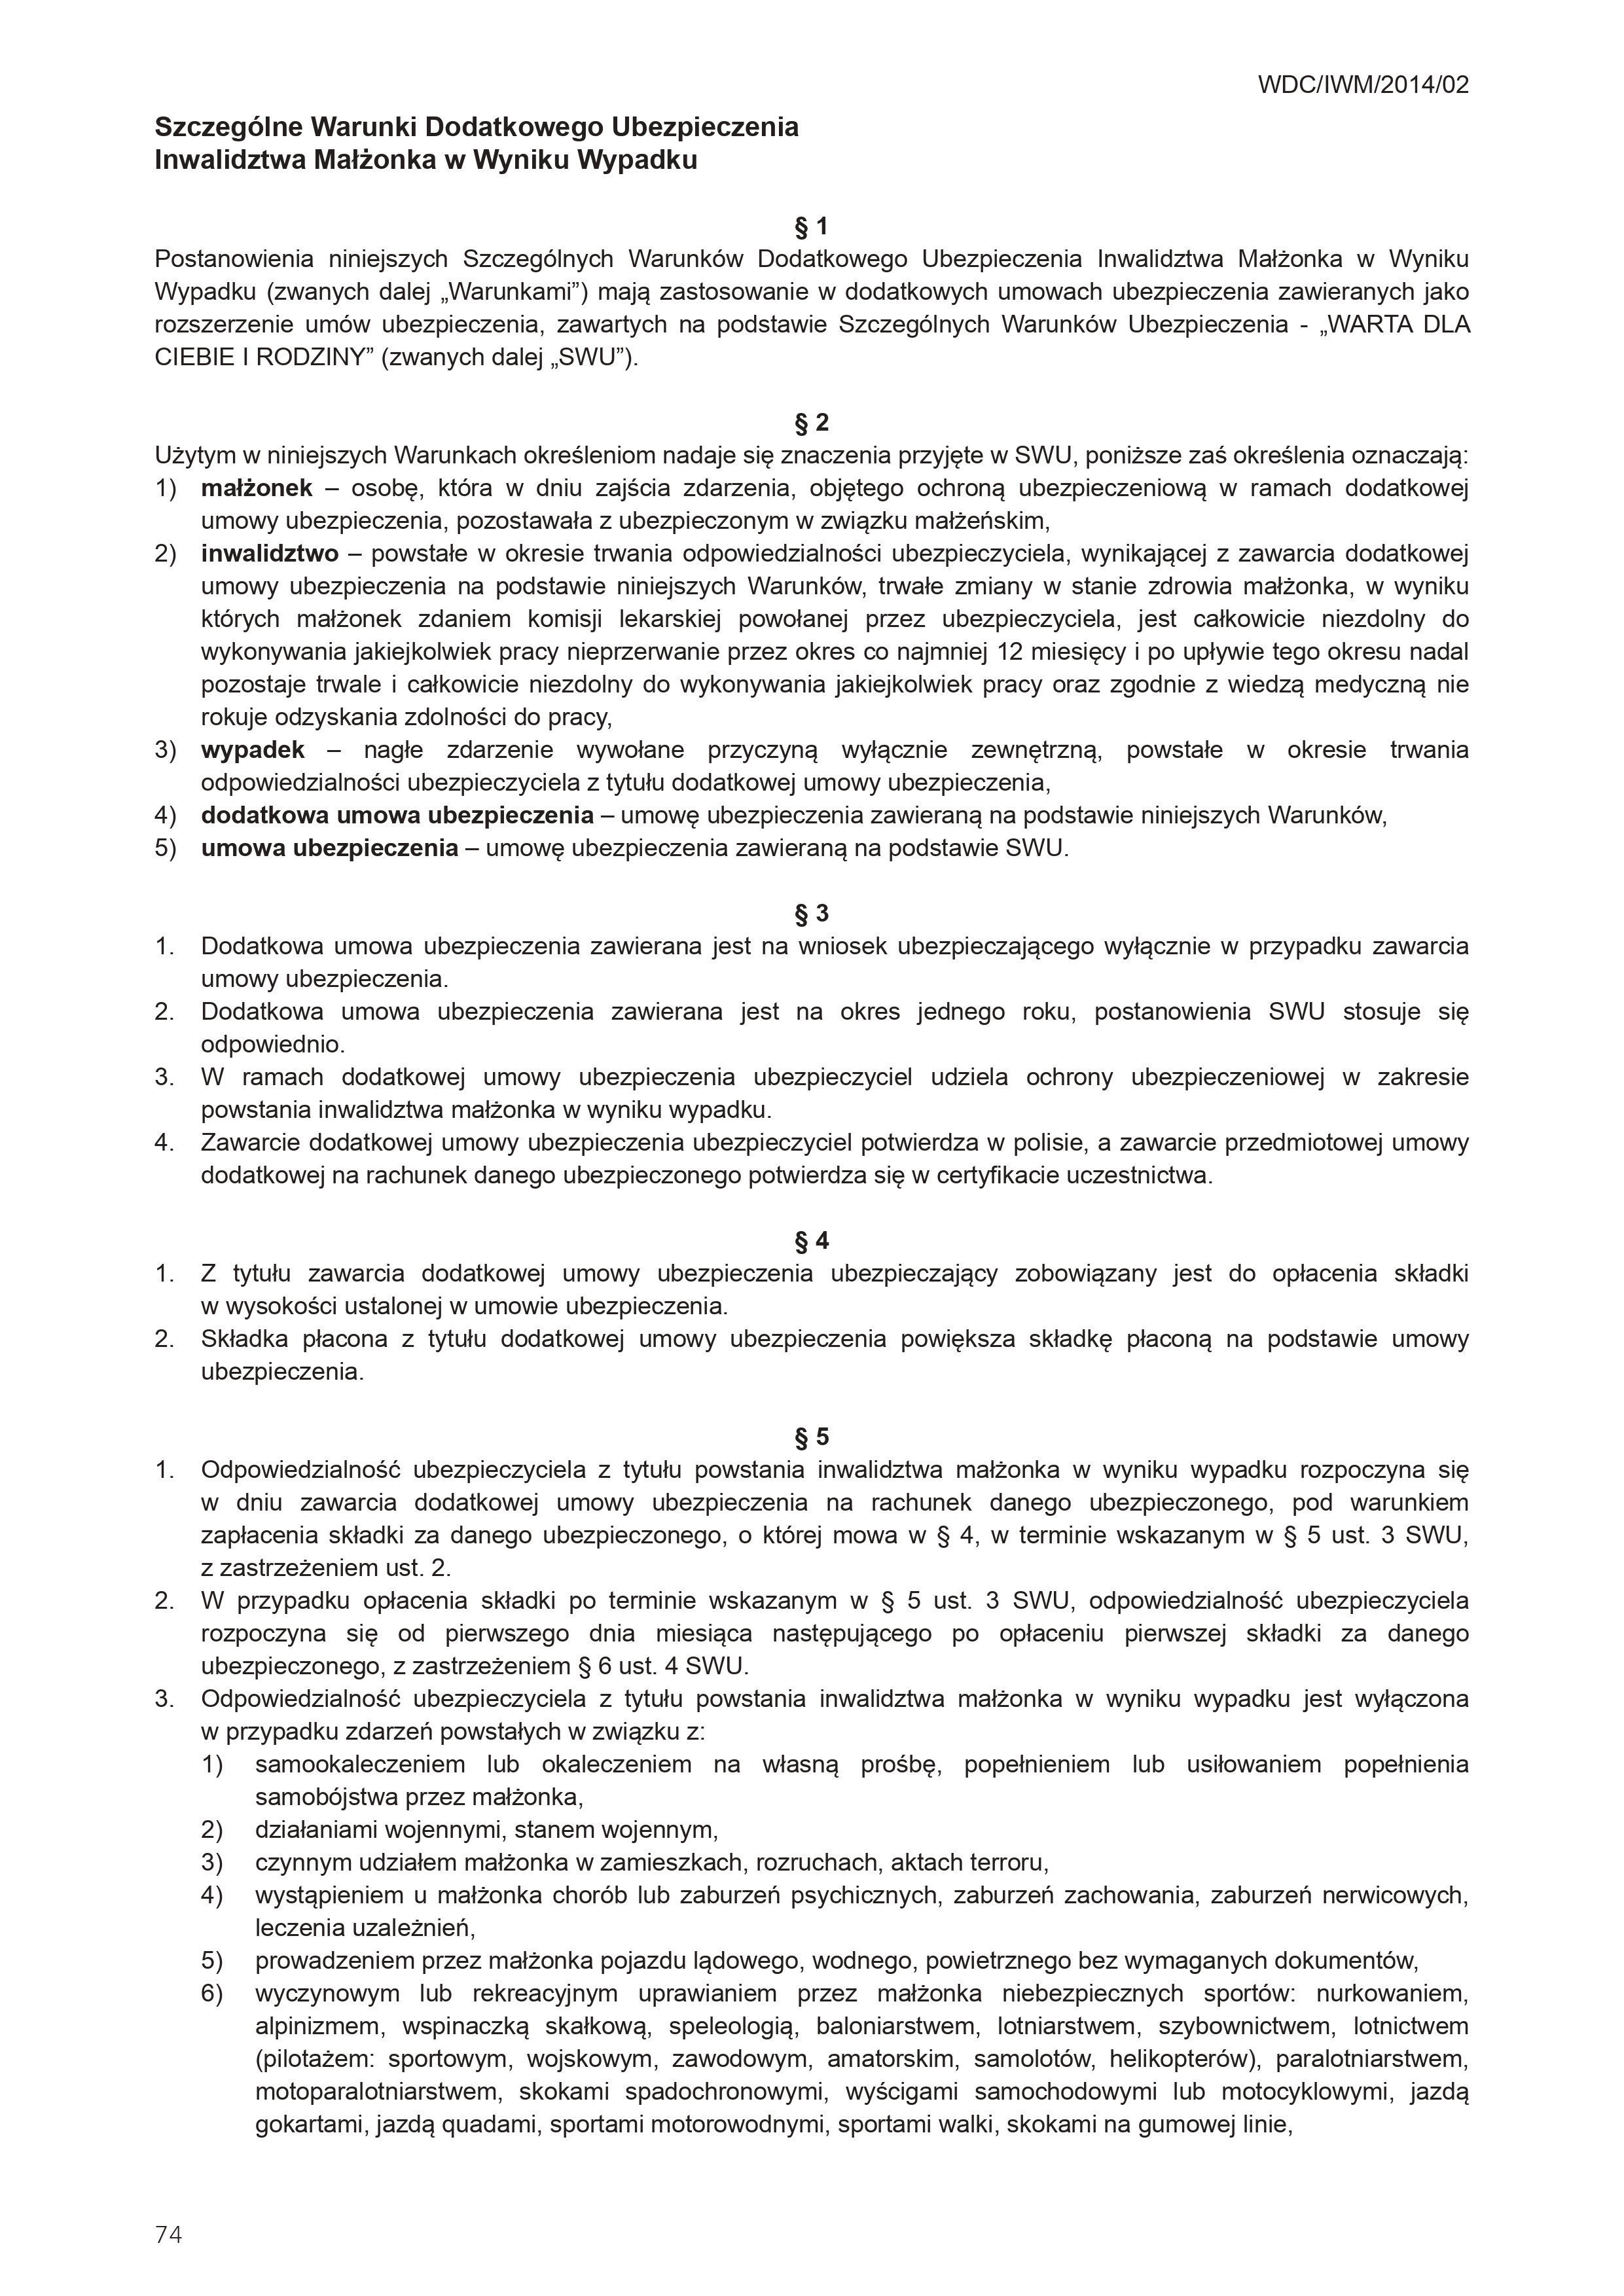 WDC/IWM/2014/02
Szczególne Warunki Dodatkowego Ubezpieczenia
Inwalidztwa Małżonka w Wyniku Wypadku
§ 1
Postanowienia niniejszych Szczególnych Warunków Dodatkowego Ubezpieczenia Inwalidztwa Małżonka w Wyniku
Wypadku (zwanych dalej „Warunkami”) mają zastosowanie w dodatkowych umowach ubezpieczenia zawieranych jako
rozszerzenie umów ubezpieczenia, zawartych na podstawie Szczególnych Warunków Ubezpieczenia - „WARTA DLA
CIEBIE I RODZINY” (zwanych dalej „SWU”).
§ 2
Użytym w niniejszych Warunkach określeniom nadaje się znaczenia przyjęte w SWU, poniższe zaś określenia oznaczają:
1) małżonek – osobę, która w dniu zajścia zdarzenia, objętego ochroną ubezpieczeniową w ramach dodatkowej
umowy ubezpieczenia, pozostawała z ubezpieczonym w związku małżeńskim,
2) inwalidztwo – powstałe w okresie trwania odpowiedzialności ubezpieczyciela, wynikającej z zawarcia dodatkowej
umowy ubezpieczenia na podstawie niniejszych Warunków, trwałe zmiany w stanie zdrowia małżonka, w wyniku
których małżonek zdaniem komisji lekarskiej powołanej przez ubezpieczyciela, jest całkowicie niezdolny do
wykonywania jakiejkolwiek pracy nieprzerwanie przez okres co najmniej 12 miesięcy i po upływie tego okresu nadal
pozostaje trwale i całkowicie niezdolny do wykonywania jakiejkolwiek pracy oraz zgodnie z wiedzą medyczną nie
rokuje odzyskania zdolności do pracy,
3) wypadek – nagłe zdarzenie wywołane przyczyną wyłącznie zewnętrzną, powstałe w okresie trwania
odpowiedzialności ubezpieczyciela z tytułu dodatkowej umowy ubezpieczenia,
4) dodatkowa umowa ubezpieczenia – umowę ubezpieczenia zawieraną na podstawie niniejszych Warunków,
5) umowa ubezpieczenia – umowę ubezpieczenia zawieraną na podstawie SWU.
§ 3
1. Dodatkowa umowa ubezpieczenia zawierana jest na wniosek ubezpieczającego wyłącznie w przypadku zawarcia
umowy ubezpieczenia.
2. Dodatkowa umowa ubezpieczenia zawierana jest na okres jednego roku, postanowienia SWU stosuje się
odpowiednio.
3. W ramach dodatkowej umowy ubezpieczenia ubezpieczyciel udziela ochrony ubezpieczeniowej w zakresie
powstania inwalidztwa małżonka w wyniku wypadku.
4. Zawarcie dodatkowej umowy ubezpieczenia ubezpieczyciel potwierdza w polisie, a zawarcie przedmiotowej umowy
dodatkowej na rachunek danego ubezpieczonego potwierdza się w certyfikacie uczestnictwa.
§ 4
1. Z tytułu zawarcia dodatkowej umowy ubezpieczenia ubezpieczający zobowiązany jest do opłacenia składki
w wysokości ustalonej w umowie ubezpieczenia.
2. Składka płacona z tytułu dodatkowej umowy ubezpieczenia powiększa składkę płaconą na podstawie umowy
ubezpieczenia.
§ 5
1. Odpowiedzialność ubezpieczyciela z tytułu powstania inwalidztwa małżonka w wyniku wypadku rozpoczyna się
w dniu zawarcia dodatkowej umowy ubezpieczenia na rachunek danego ubezpieczonego, pod warunkiem
zapłacenia składki za danego ubezpieczonego, o której mowa w § 4, w terminie wskazanym w § 5 ust. 3 SWU,
z zastrzeżeniem ust. 2.
2. W przypadku opłacenia składki po terminie wskazanym w § 5 ust. 3 SWU, odpowiedzialność ubezpieczyciela
rozpoczyna się od pierwszego dnia miesiąca następującego po opłaceniu pierwszej składki za danego
ubezpieczonego, z zastrzeżeniem § 6 ust. 4 SWU.
3. Odpowiedzialność ubezpieczyciela z tytułu powstania inwalidztwa małżonka w wyniku wypadku jest wyłączona
w przypadku zdarzeń powstałych w związku z:
1) samookaleczeniem lub okaleczeniem na własną prośbę, popełnieniem lub usiłowaniem popełnienia
samobójstwa przez małżonka,
2) działaniami wojennymi, stanem wojennym,
3) czynnym udziałem małżonka w zamieszkach, rozruchach, aktach terroru,
4) wystąpieniem u małżonka chorób lub zaburzeń psychicznych, zaburzeń zachowania, zaburzeń nerwicowych,
leczenia uzależnień,
5) prowadzeniem przez małżonka pojazdu lądowego, wodnego, powietrznego bez wymaganych dokumentów,
6) wyczynowym lub rekreacyjnym uprawianiem przez małżonka niebezpiecznych sportów: nurkowaniem,
alpinizmem, wspinaczką skałkową, speleologią, baloniarstwem, lotniarstwem, szybownictwem, lotnictwem
(pilotażem: sportowym, wojskowym, zawodowym, amatorskim, samolotów, helikopterów), paralotniarstwem,
motoparalotniarstwem, skokami spadochronowymi, wyścigami samochodowymi lub motocyklowymi, jazdą
gokartami, jazdą quadami, sportami motorowodnymi, sportami walki, skokami na gumowej linie,
74